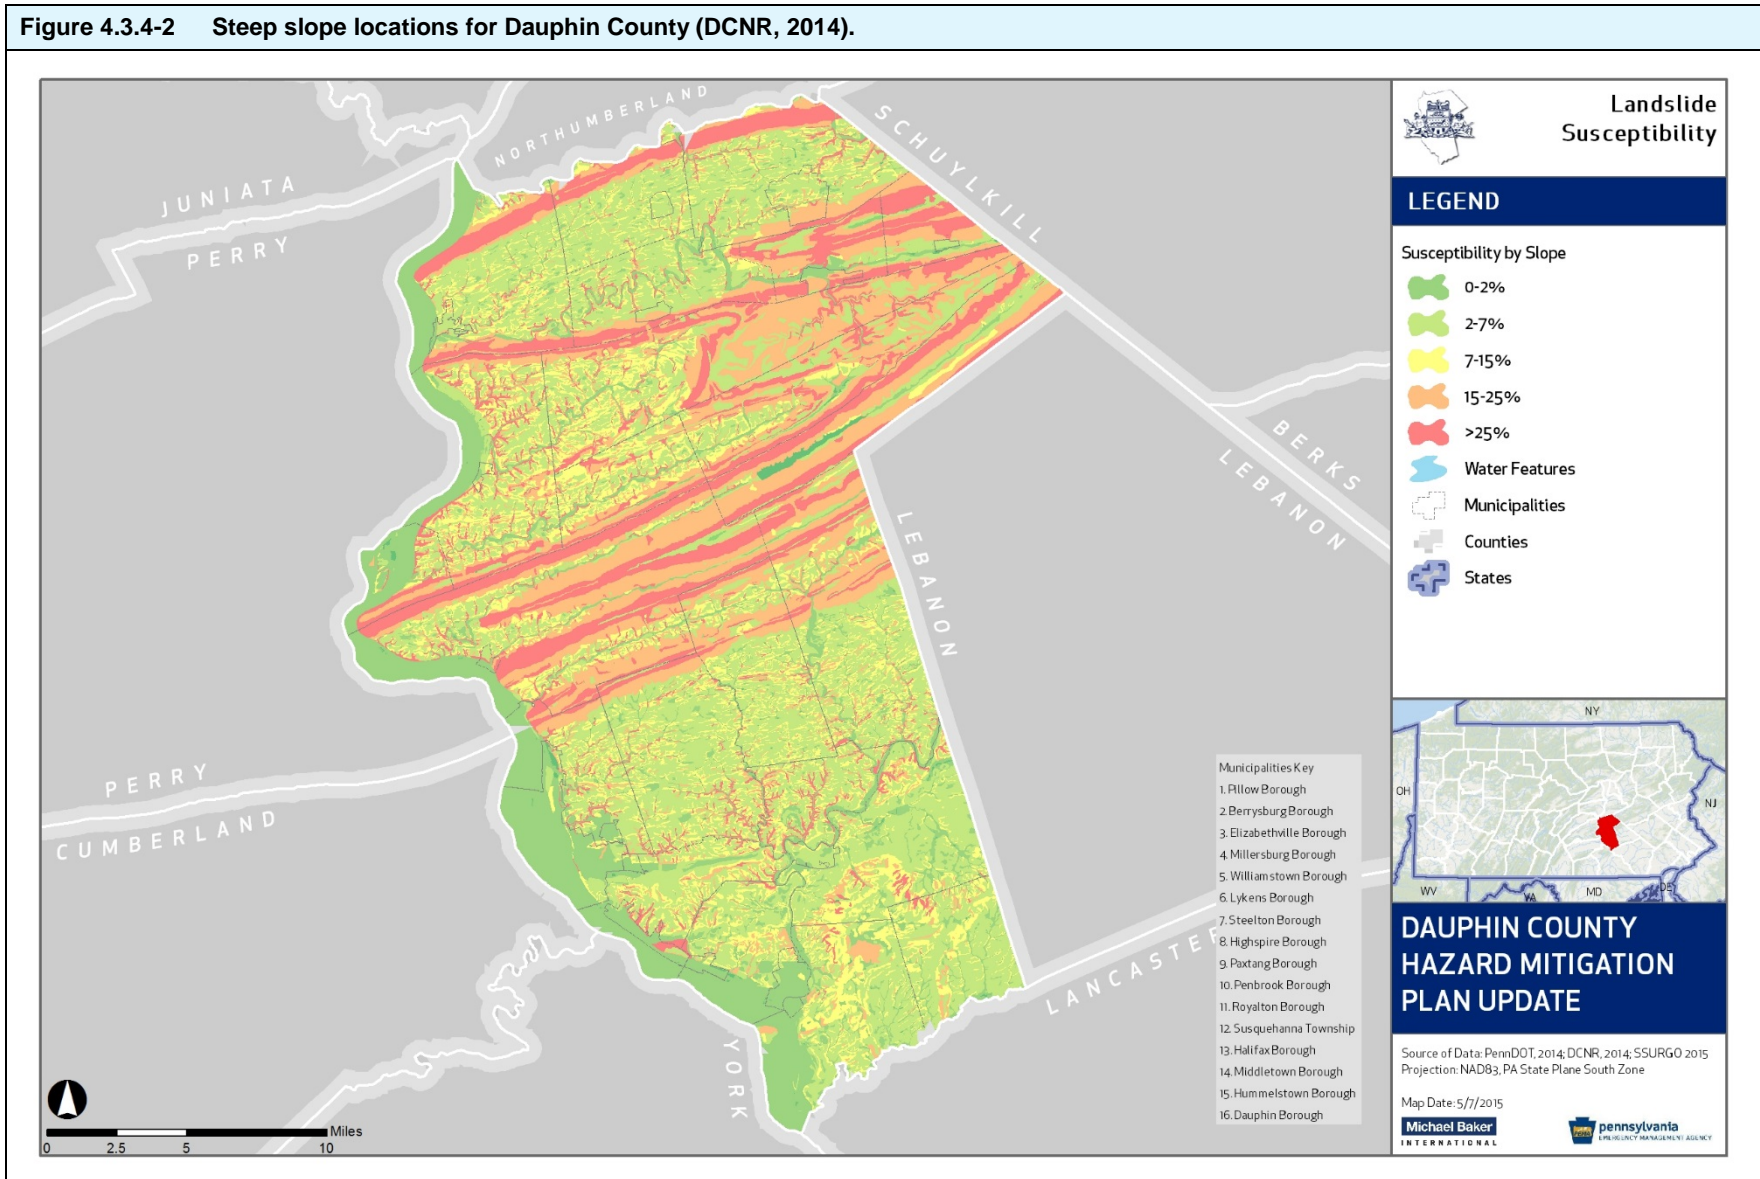 Figure 4.3.4-2 Steep slope locations for Dauphin County (DCNR, 2014).
NORTHUMBERLAND
SCHUYLKILL
JUNIATA
PERRY
BERKS
LEBANON
LEBANON
PERRY
CUMBERLAND
LANCASTER
YORK
Municipalities Key
1. Pillow Borough
2. Berrysburg Borough
3. Elizabethville Borough
4. Millersburg Borough
5. Williamstown Borough
6. Lykens Borough
7. Steelton Borough
8. Highspire Borough
9. Paxtang Borough
10. Penbrook Borough
11. Royalton Borough
12. Susquehanna Township
13. Halifax Borough
14. Middletown Borough
15. Hummelstown Borough
16. Dauphin Borough
Miles
0 2.5 5 10
Landslide
Susceptibility
LEGEND
Susceptibility by Slope
0-2%
2-7%
7-15%
15-25%
>25%
Water Features
Municipalities
Counties
States
NY
OH
NJ
WV
VA
MD
DE
DAUPHIN COUNTY
HAZARD MITIGATION
PLAN UPDATE
Source of Data: PennDOT, 2014; DCNR, 2014; SSURGO 2015
Projection: NAD83, PA State Plane South Zone
Map Date: 5/7/2015
Michael Baker
INTERNATIONAL
pennsylvania
EMERGENCY MANAGEMENT AGENCY